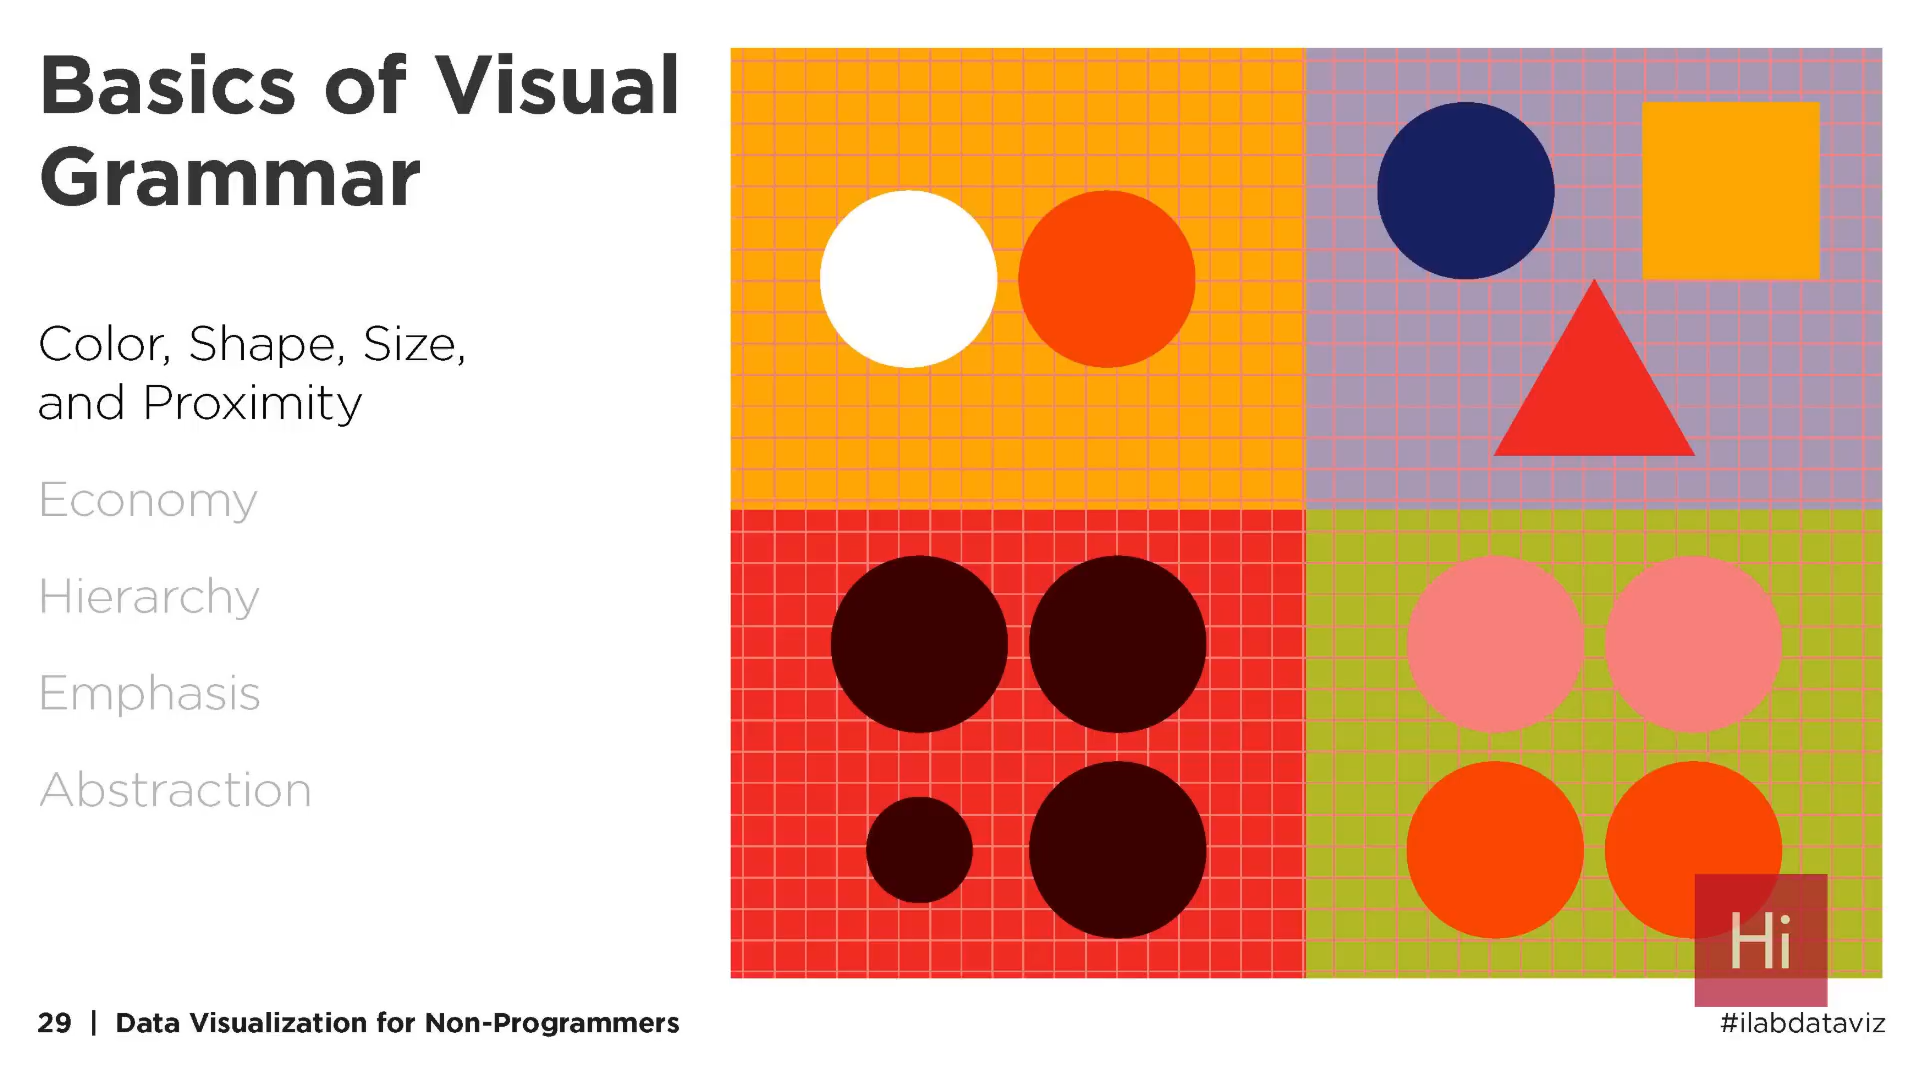 Basics of Visual
Grammar
Color, Shape, Size,
and Proximity
Economy
Hierarchy
Emphasis
Abstraction
Hi
29 | Data Visualization for Non-Programmers
#ilabdataviz